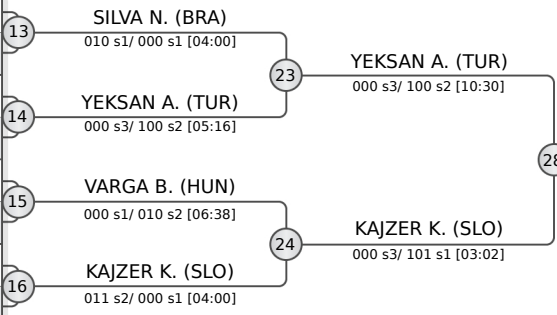 SILVA N. (BRA)
13
010 s1/ 000 s1 [04:00]
23
YEKSAN A. (TUR)
000 s3/ 100 s2 [10:30]
YEKSAN A. (TUR)
14
000 s3/ 100 s2 [05:16]
28
VARGA B. (HUN)
15
000 s1/ 010 s2 [06:38]
24
KAJZER K. (SLO)
000 s3/ 101 s1 [03:02]
KAJZER K. (SLO)
16
011 s2/ 000 s1 [04:00]